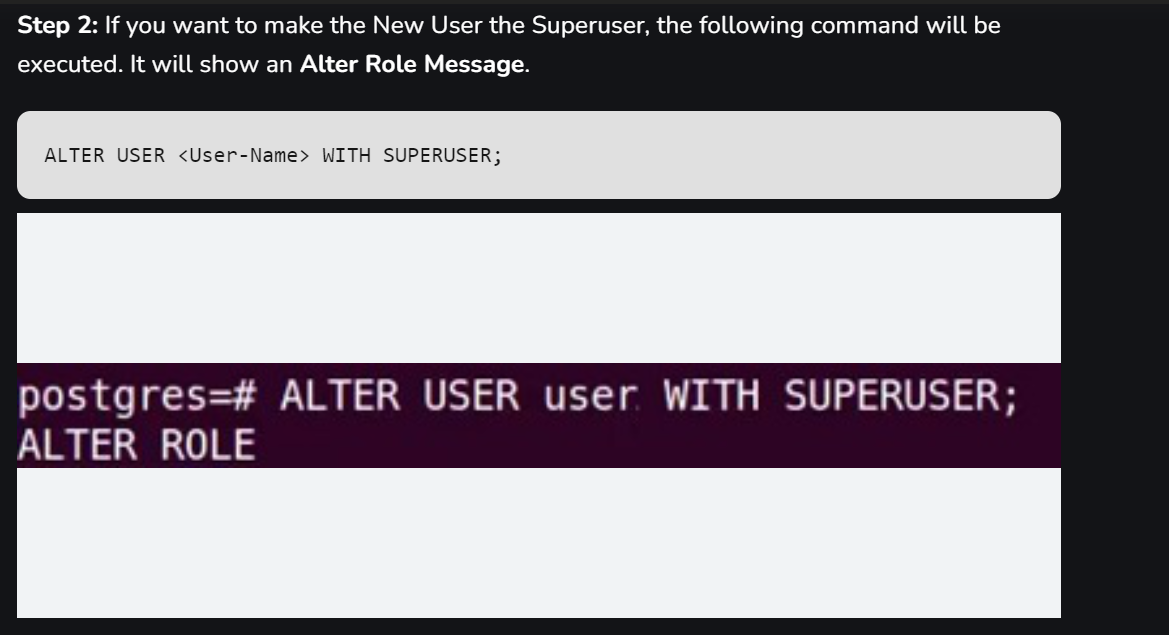 Step 2: If you want to make the New User the Superuser, the following command will be
executed. It will show an Alter Role Message.
ALTER USER <User-Name> WITH SUPERUSER;
postgres=# ALTER USER user WITH SUPERUSER;
ALTER ROLE